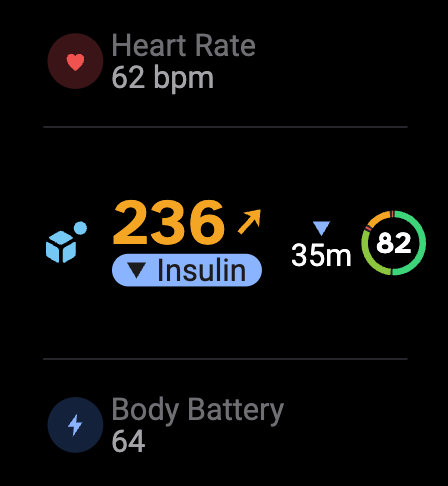 Heart Rate
62 bpm
236
Insulin
35m
82
Body Battery
64